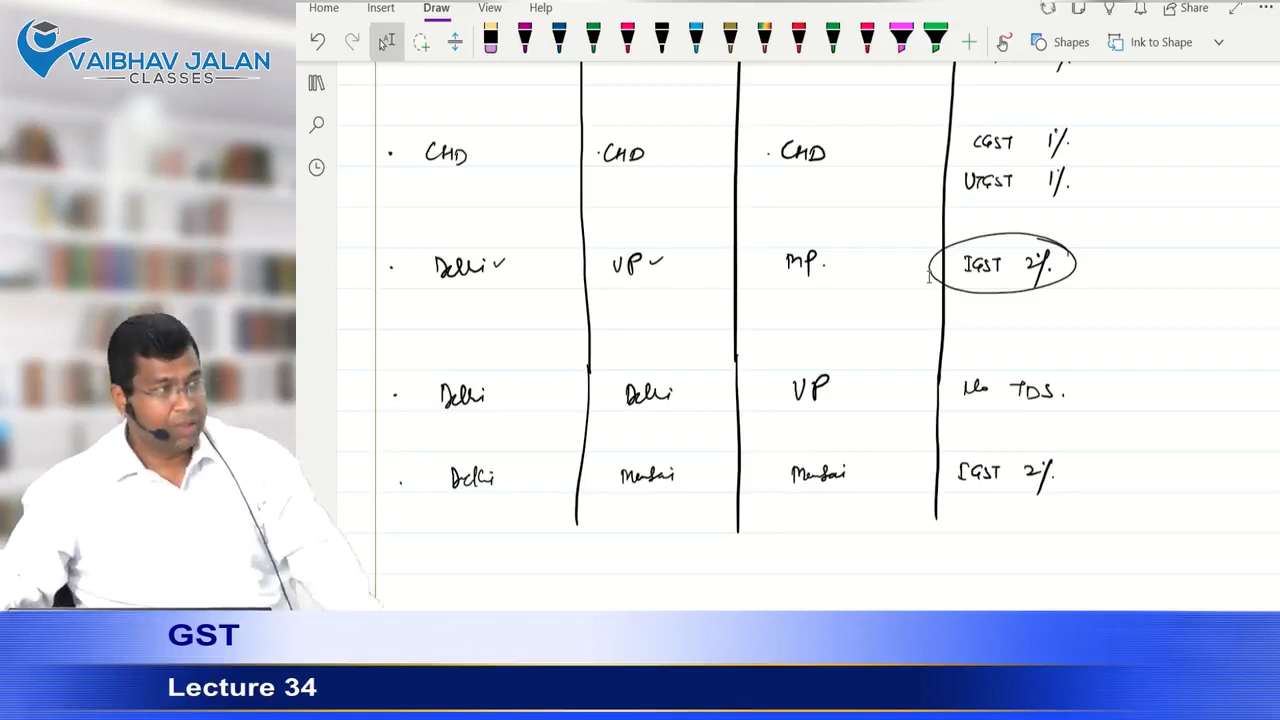 Home Insert Draw View Help Share
VAIBHAV JALAN
CLASSES
Shapes Ink to Shape
· CHD · CHD · CHD CGST 1%.
UTGST 1%.
· Delhi ✓ UP ✓ MP. IGST 2%.
· Delhi Delhi UP No TDS.
· Delhi Mumbai Mumbai IGST 2%.
GST
Lecture 34